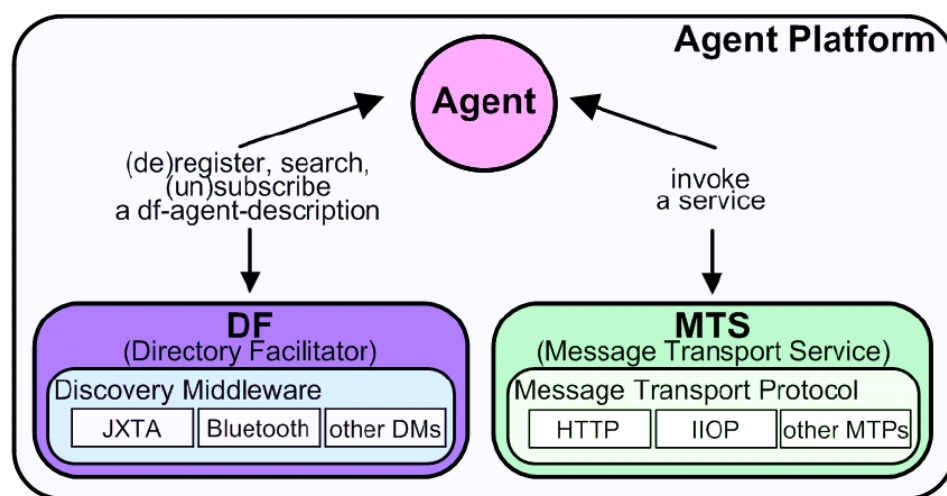 Agent Platform
Agent
(de)register, search,
(un)subscribe
a df-agent-description
invoke
a service
DF
(Directory Facilitator)
Discovery Middleware
JXTA
Bluetooth
other DMs
MTS
(Message Transport Service)
Message Transport Protocol
HTTP
IIOP
other MTPs